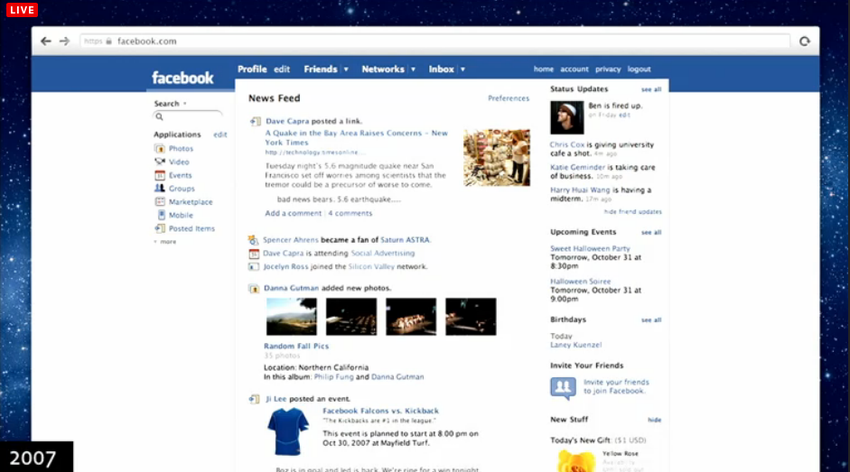 LIVE
https facebook.com
facebook
Profile edit Friends Networks Inbox home account privacy logout
Search
Applications edit
Photos
Video
Events
Groups
Marketplace
Mobile
Posted Items
more
News Feed Preferences
Dave Capra posted a link.
A Quake in the Bay Area Raises Concerns - New
York Times
http://technology.timesonline...
Tuesday night's 5.6 magnitude quake near San
Francisco set off worries among scientists that the
tremor could be a precursor of worse to come.
bad news bears. 5.6 earthquake....
Add a comment | 4 comments
Spencer Ahrens became a fan of Saturn ASTRA.
Dave Capra is attending Social Advertising
Jocelyn Ross joined the Silicon Valley network.
Danna Gutman added new photos.
Random Fall Pics
35 photos
Location: Northern California
In this album: Philip Fung and Danna Gutman
Ji Lee posted an event.
Facebook Falcons vs. Kickback
"The Kickbacks are #1 in the league."
This event is planned to start at 8.00 pm on
Oct 30, 2007 at Mayfield Turf.
Boz is in goal and Ted is back. We're ripe for a win tonight
Status Updates see all
Ben is fired up.
on Friday edit
Chris Cox is giving university
cafe a shot. 4m ago
Katie Geminder is taking care
of business. 10m ago
Harry Huai Wang is having a
midterm. 17m ago
hide friend updates
Upcoming Events see all
Sweet Halloween Party
Tomorrow, October 31 at
8:30pm
Halloween Soiree
Tomorrow, October 31 at
9:00pm
Birthdays see all
Today
Laney Kuenzel
Invite Your Friends
Invite your friends
to join Facebook.
New Stuff hide
Today's New Gift: ($1 USD)
Yellow Rose
2007